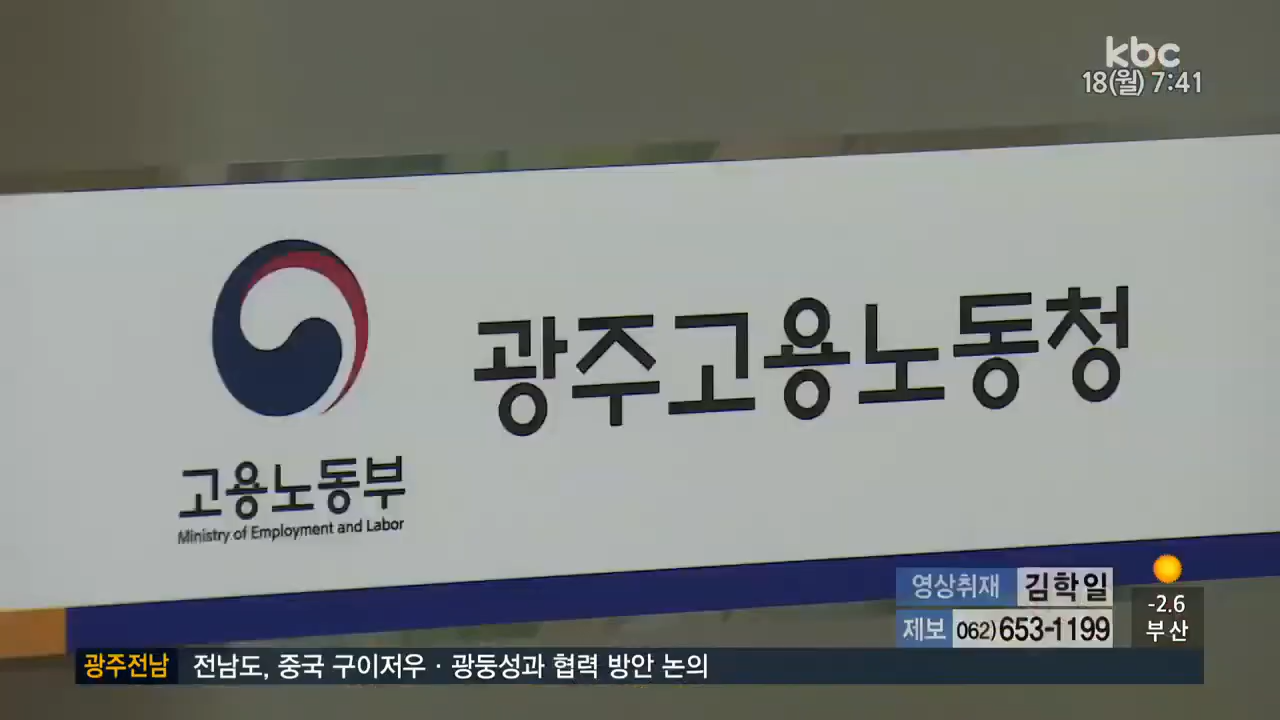 kbc
18(월) 7:41
광주고용노동청
고용노동부
Ministry of Employment and Labor
영상취재 김학일
제보 062)653-1199
-2.6
부산
광주전남 전남도, 중국 구이저우·광둥성과 협력 방안 논의